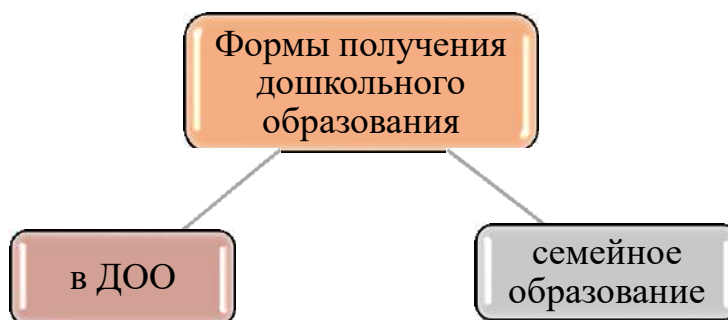 Формы получения
дошкольного
образования
в ДОО
семейное
образование